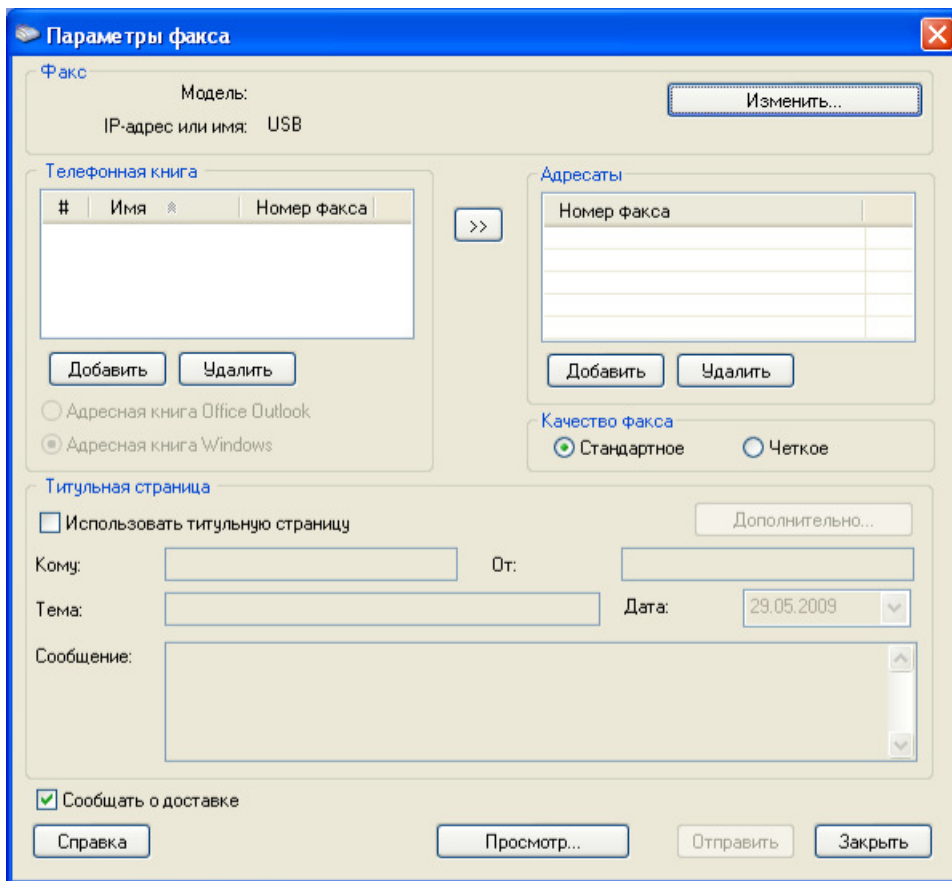 Параметры факса
Факс
Модель:
Изменить...
IP-адрес или имя: USB
Телефонная книга
# Имя Номер факса
>>
Адресаты
Номер факса
Добавить Удалить
Добавить Удалить
Адресная книга Office Outlook
Адресная книга Windows
Качество факса
Стандартное Четкое
Титульная страница
Использовать титульную страницу
Дополнительно...
Кому: От:
Тема: Дата: 29.05.2009
Сообщение:
Сообщать о доставке
Справка Просмотр... Отправить Закрыть